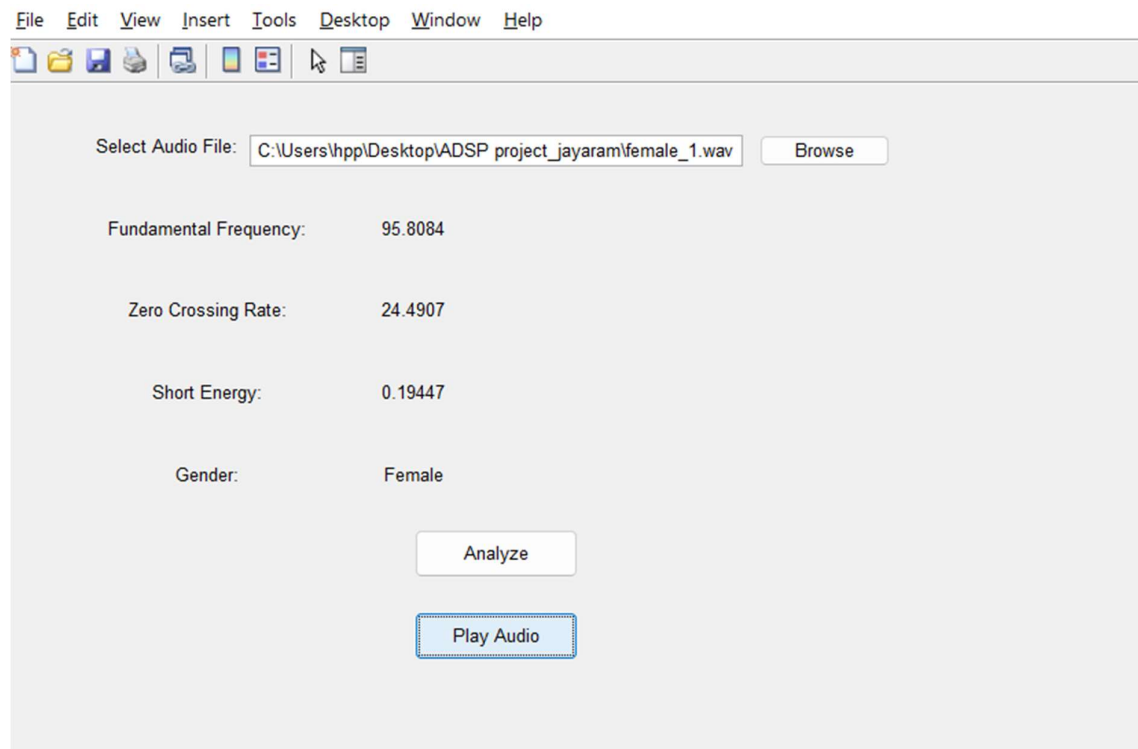 File Edit View Insert Tools Desktop Window Help
Select Audio File: C:\Users\hpp\Desktop\ADSP project_jayaram\female_1.wav Browse
Fundamental Frequency: 95.8084
Zero Crossing Rate: 24.4907
Short Energy: 0.19447
Gender: Female
Analyze
Play Audio